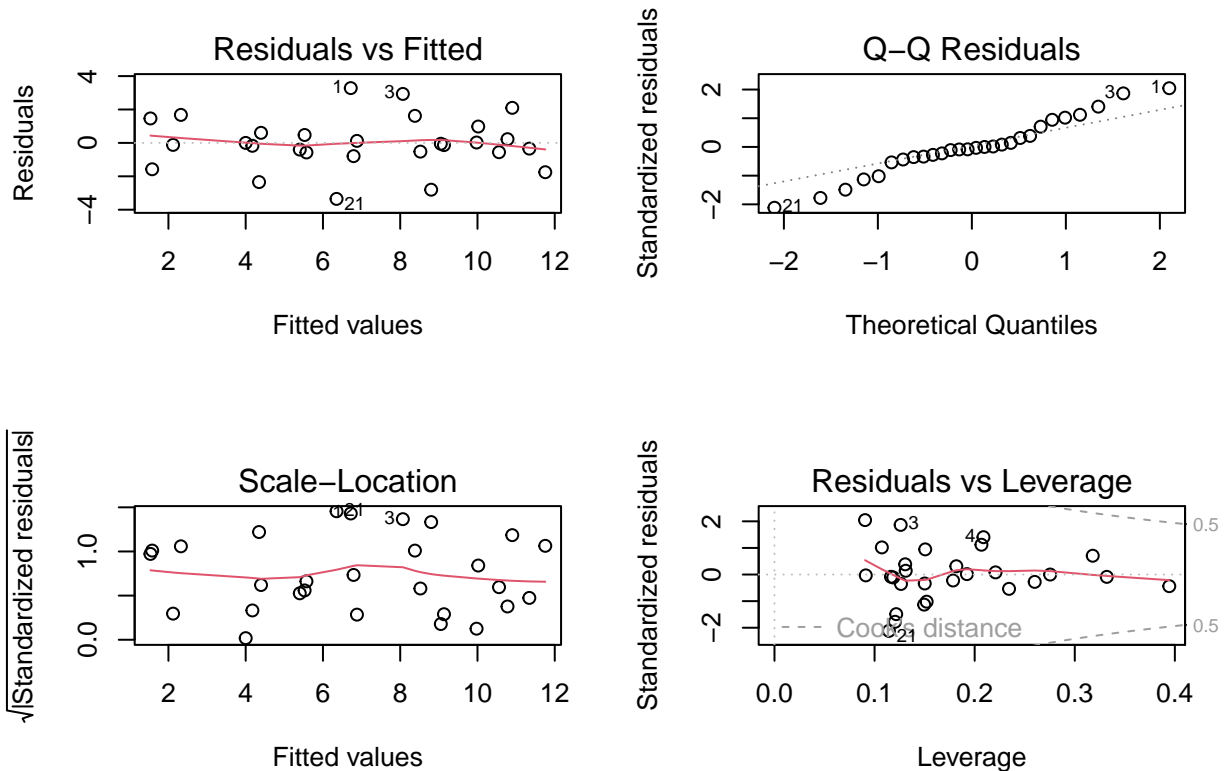 Residuals vs Fitted
Residuals
4
0
−4
1
3
21
2 4 6 8 10 12
Fitted values
Q−Q Residuals
Standardized residuals
2
0
−2
3
1
21
−2 −1 0 1 2
Theoretical Quantiles
Scale−Location
√|Standardized residuals|
1.0
0.0
121
3
2 4 6 8 10 12
Fitted values
Residuals vs Leverage
Standardized residuals
2
0
−2
3
4
21
Cook's distance
0.5
0.5
0.0 0.1 0.2 0.3 0.4
Leverage